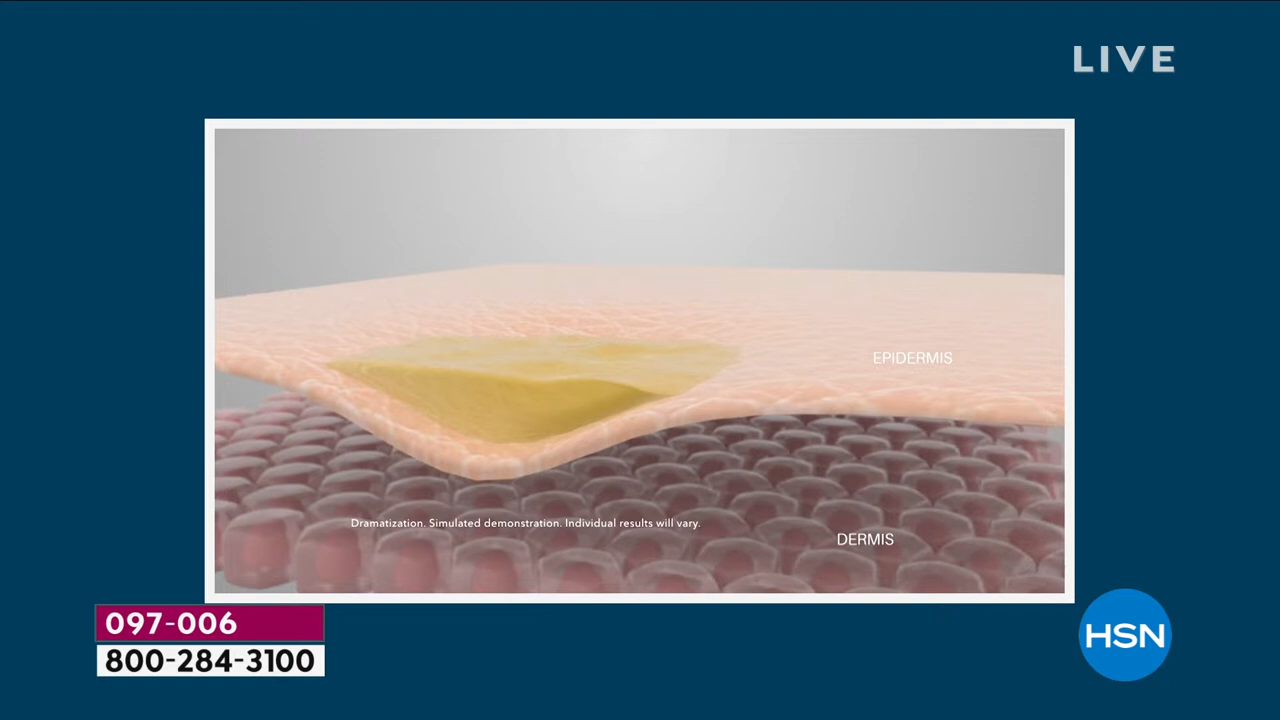 LIVE
EPIDERMIS
Dramatization. Simulated demonstration. Individual results will vary.
DERMIS
097-006
800-284-3100
HSN